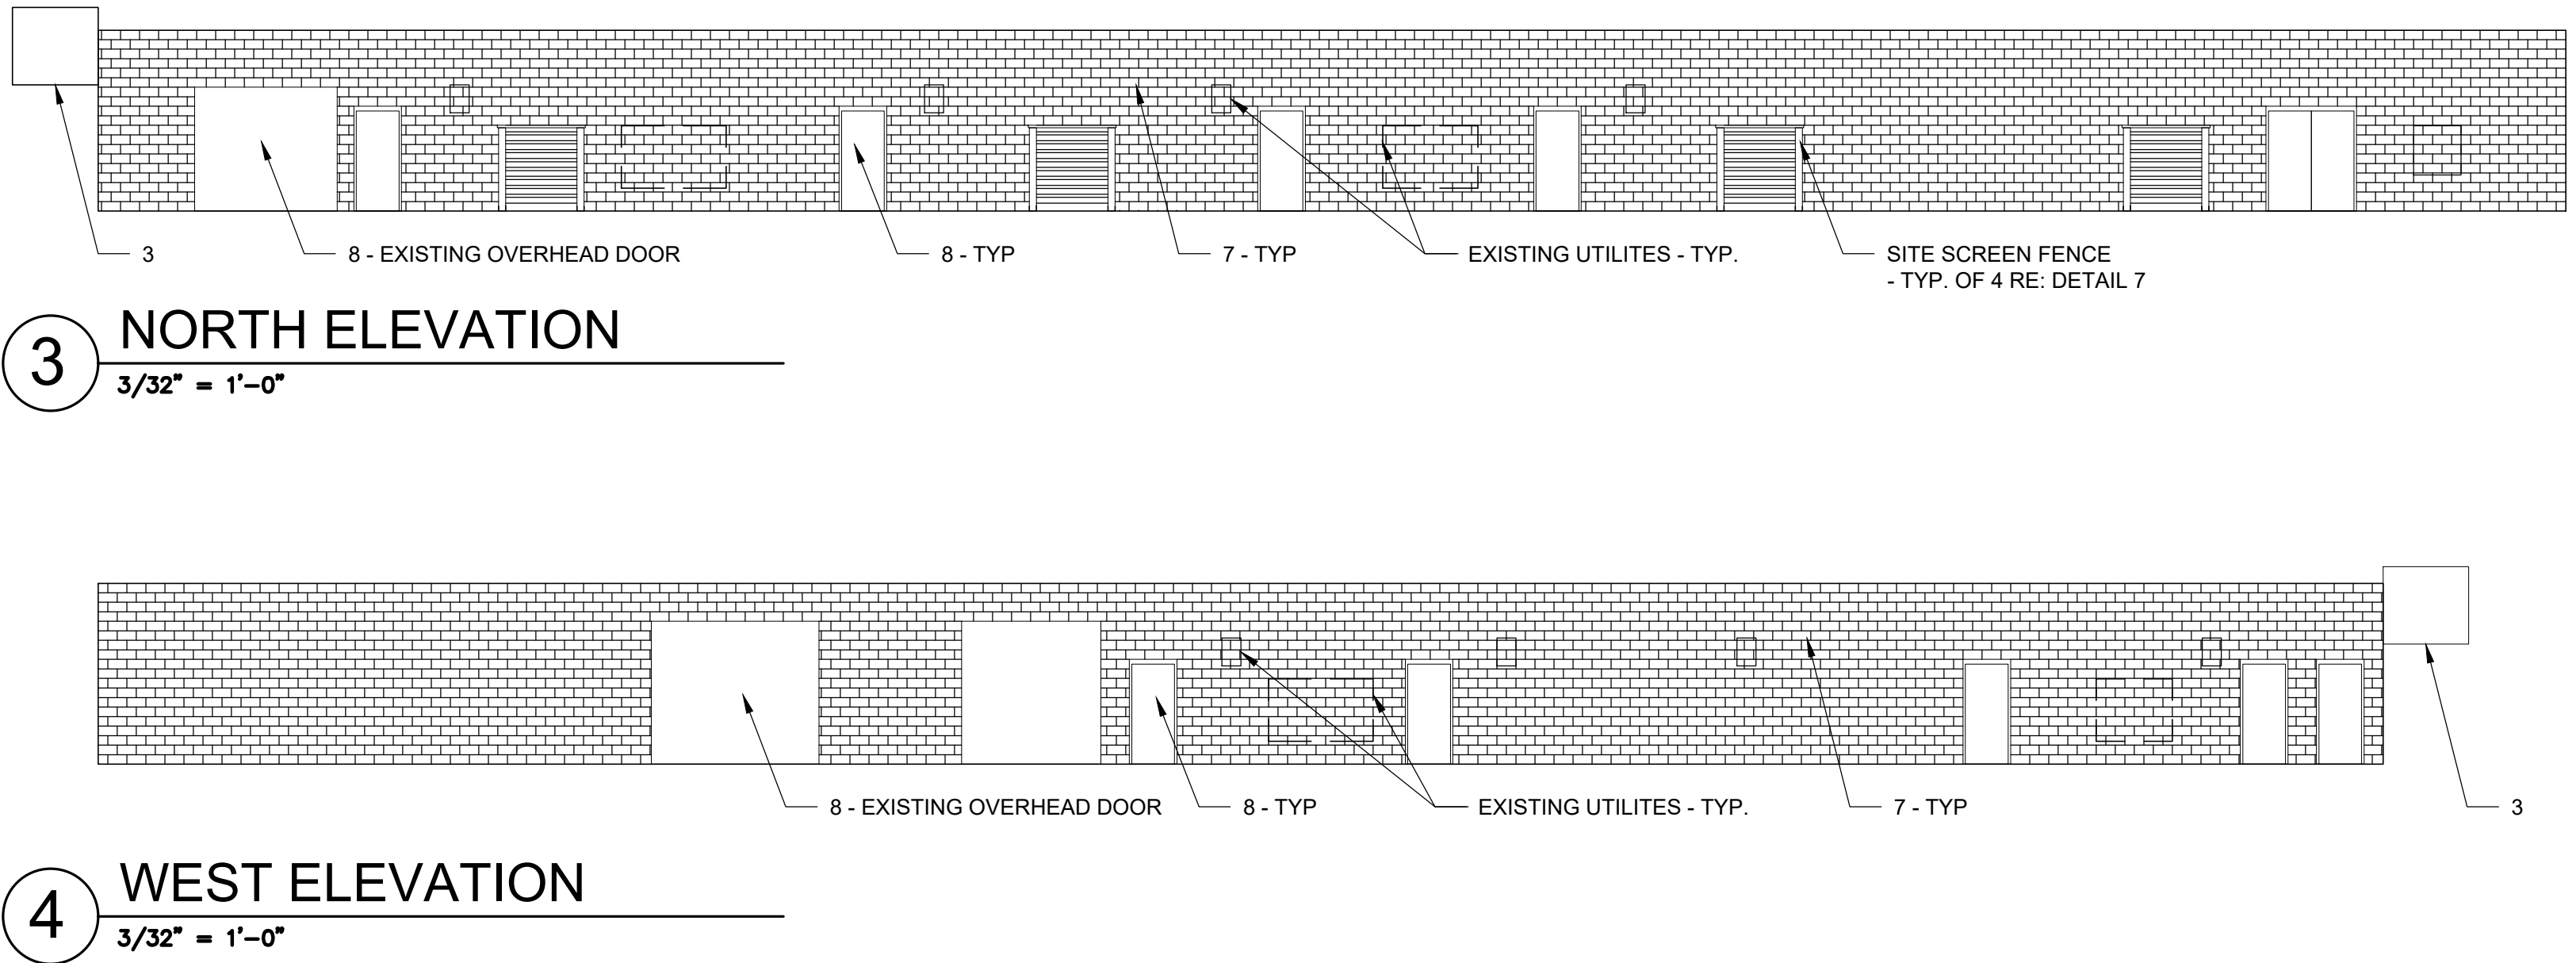 3
8 - EXISTING OVERHEAD DOOR
8 - TYP
7 - TYP
EXISTING UTILITES - TYP.
SITE SCREEN FENCE
- TYP. OF 4 RE: DETAIL 7
3
NORTH ELEVATION
3/32" = 1'-0"
8 - EXISTING OVERHEAD DOOR
8 - TYP
EXISTING UTILITES - TYP.
7 - TYP
3
4
WEST ELEVATION
3/32" = 1'-0"